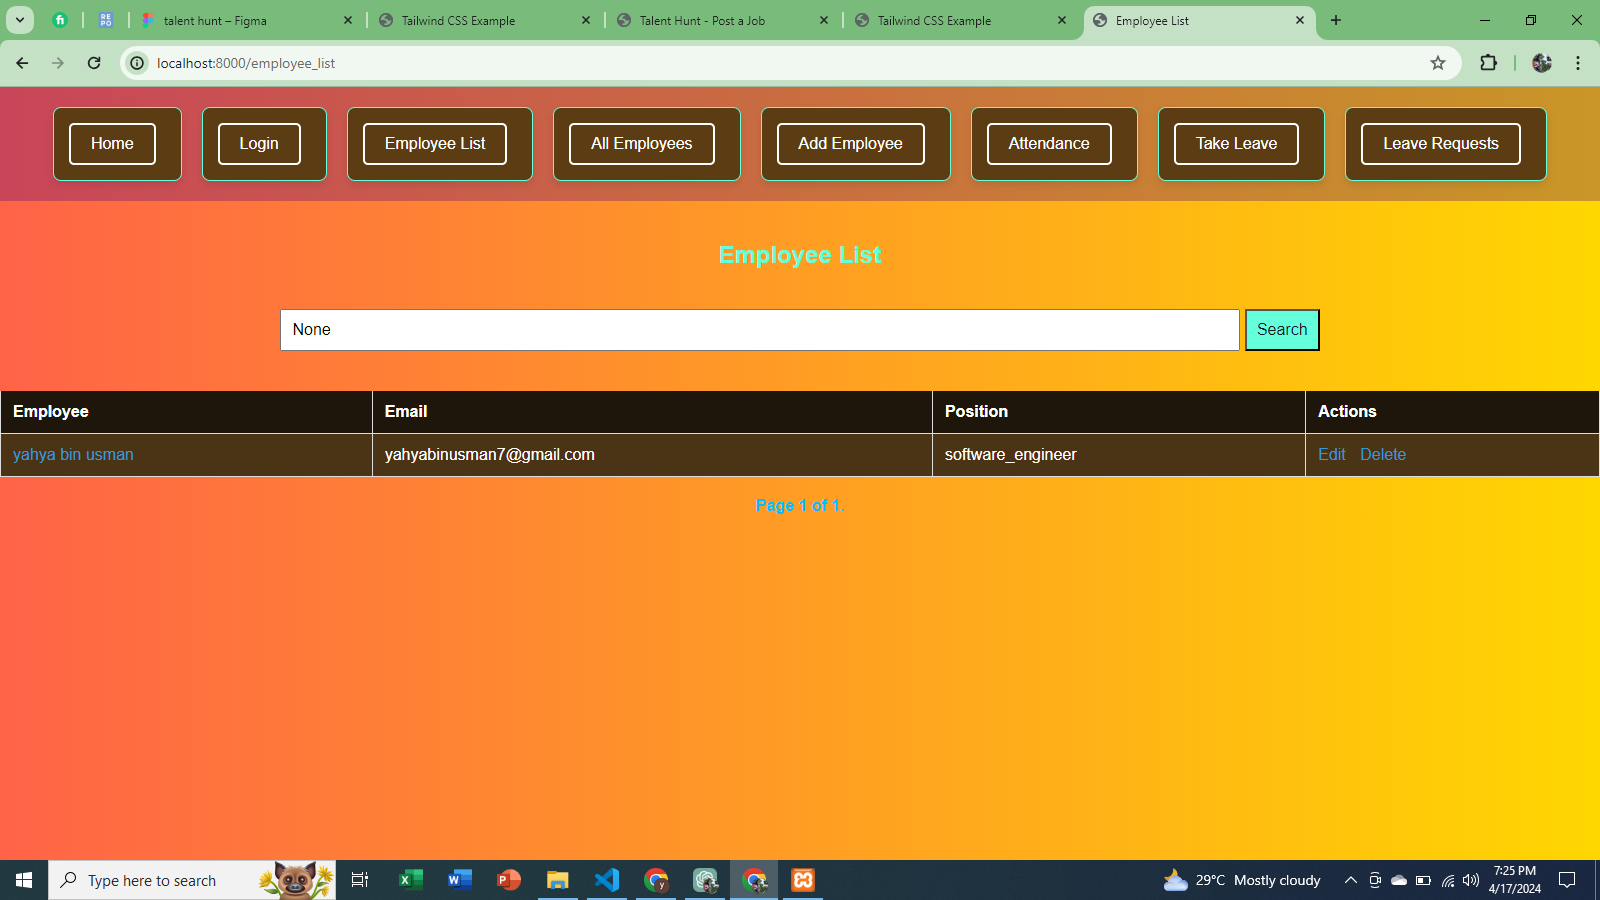 talent hunt – Figma
Tailwind CSS Example
Talent Hunt - Post a Job
Tailwind CSS Example
Employee List
localhost:8000/employee_list
Home
Login
Employee List
All Employees
Add Employee
Attendance
Take Leave
Leave Requests
Employee List
None
Search
Employee Email Position Actions
yahya bin usman yahyabinusman7@gmail.com software_engineer Edit Delete
Page 1 of 1.
Type here to search
29°C Mostly cloudy
7:25 PM
4/17/2024